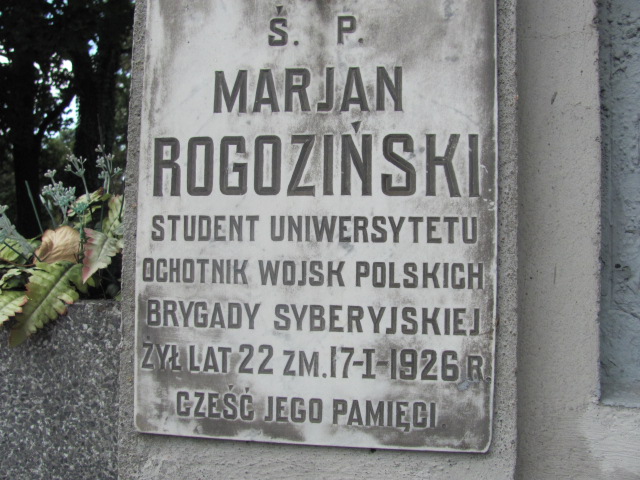 Ś. P.
MARJAN
ROGOZIŃSKI
STUDENT UNIWERSYTETU
OCHOTNIK WOJSK POLSKICH
BRYGADY SYBERYJSKIEJ
ŻYŁ LAT 22 ZM. 17-I-1926 R.
CZEŚĆ JEGO PAMIĘCI.